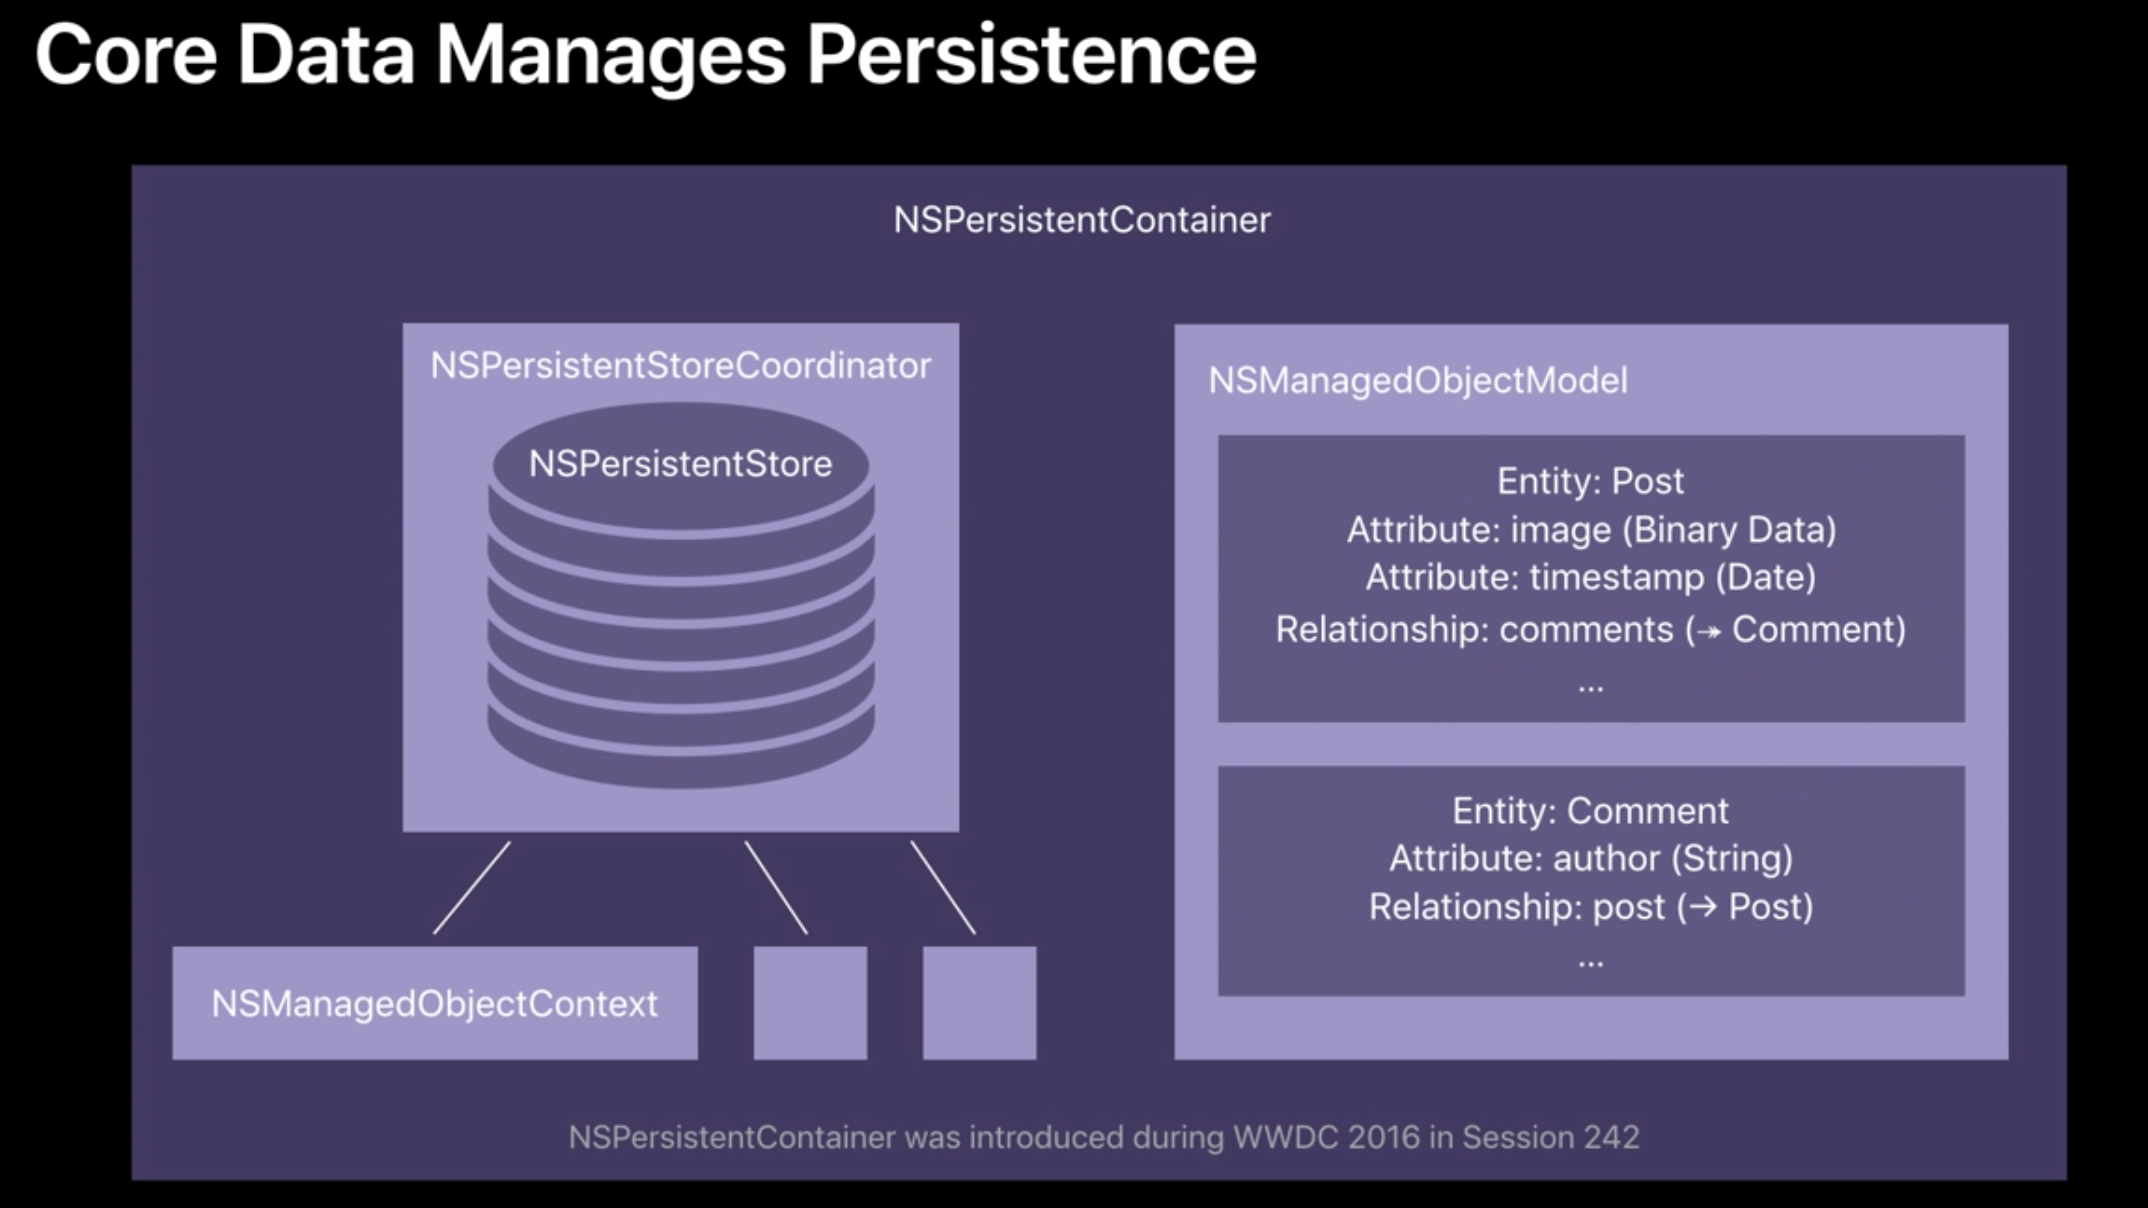 Core Data Manages Persistence
NSPersistentContainer
NSPersistentStoreCoordinator
NSPersistentStore
NSManagedObjectContext
NSManagedObjectModel
Entity: Post
Attribute: image (Binary Data)
Attribute: timestamp (Date)
Relationship: comments (↠ Comment)
...
Entity: Comment
Attribute: author (String)
Relationship: post (→ Post)
...
NSPersistentContainer was introduced during WWDC 2016 in Session 242